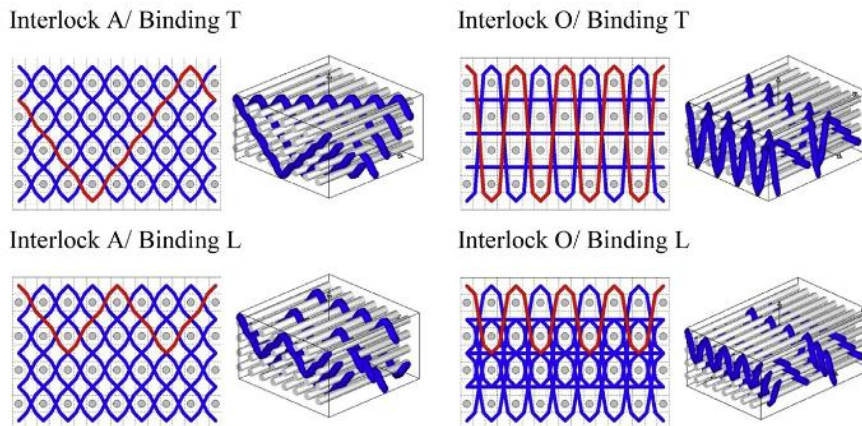 Interlock A/ Binding T
Interlock O/ Binding T
Interlock A/ Binding L
Interlock O/ Binding L